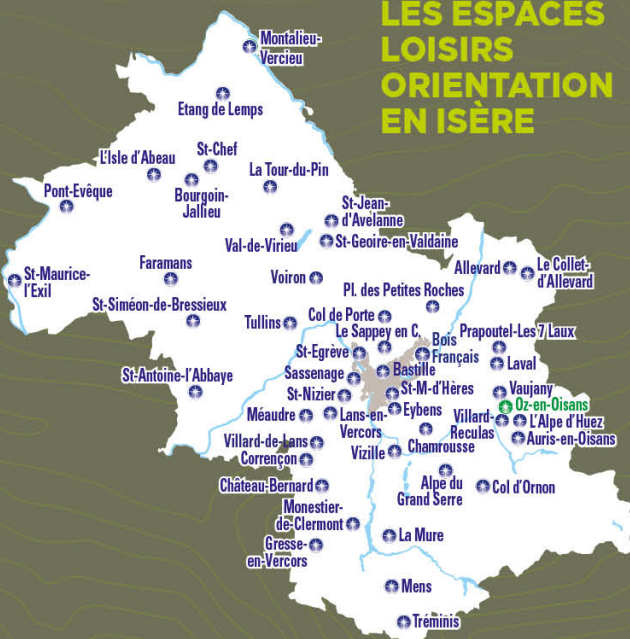 LES ESPACES
LOISIRS
ORIENTATION
EN ISÈRE
Montalieu-
Vercieu
Etang de Lemps
St-Chef
L'Isle d'Abeau
La Tour-du-Pin
Pont-Evêque
Bourgoin-
Jallieu
St-Jean-
d'Avelanne
Val-de-Virieu
St-Geoire-en-Valdaine
St-Maurice-
l'Exil
Faramans
Voiron
Allevard
Le Collet-
d'Allevard
Pl. des Petites Roches
St-Siméon-de-Bressieux
Tullins
Col de Porte
Le Sappey en C.
Bois
Français
Prapoutel-Les 7 Laux
St-Egrève
Laval
Sassenage
Bastille
St-Antoine-l'Abbaye
St-Nizier
St-M-d'Hères
Vaujany
Oz-en-Oisans
Méaudre
Lans-en-
Vercors
Eybens
Villard-
Reculas
L'Alpe d'Huez
Auris-en-Oisans
Villard-de-Lans
Chamrousse
Corrençon
Vizille
Château-Bernard
Alpe du
Grand Serre
Col d'Ornon
Monestier-
de-Clermont
La Mure
Gresse-
en-Vercors
Mens
Tréminis